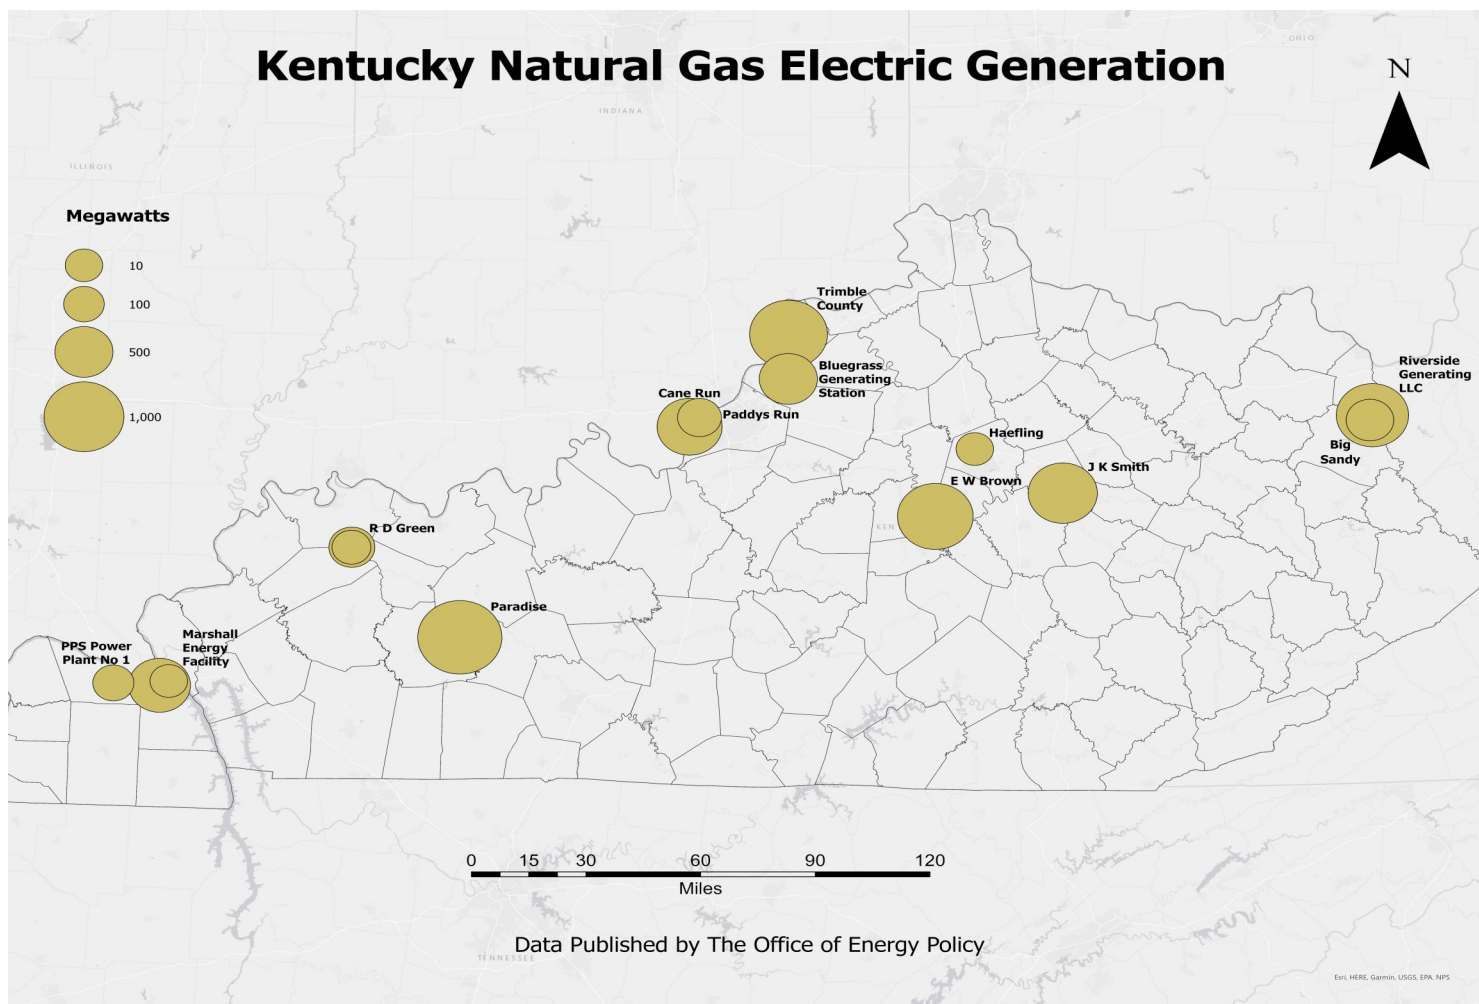 Kentucky Natural Gas Electric Generation
OHIO
N
INDIANA
ILLINOIS
Megawatts
10
100
500
1,000
Trimble
County
Bluegrass
Generating
Station
Cane Run
Paddys Run
Riverside
Generating
LLC
Big
Sandy
Haefling
J K Smith
E W Brown
KEN
R D Green
Paradise
PPS Power
Plant No 1
Marshall
Energy
Facility
0 15 30 60 90 120
Miles
Data Published by The Office of Energy Policy
TENNESSEE
Esri, HERE, Garmin, USGS, EPA, NPS